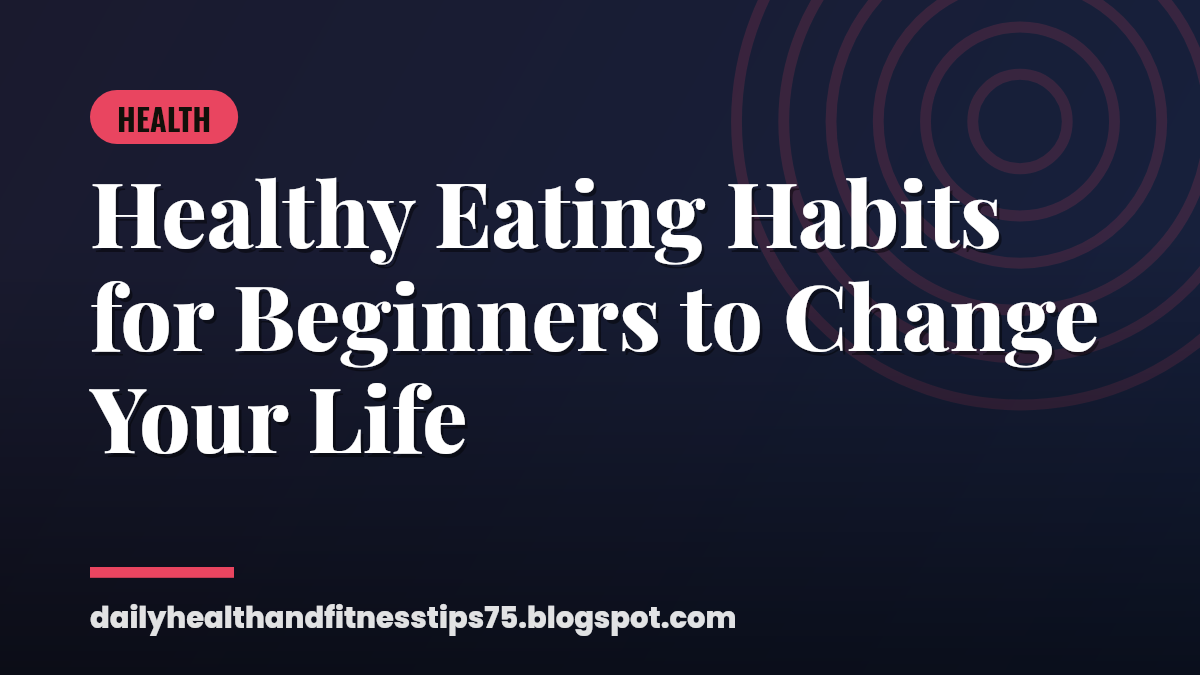 HEALTH
Healthy Eating Habits
for Beginners to Change
Your Life
dailyhealthandfitnesstips75.blogspot.com